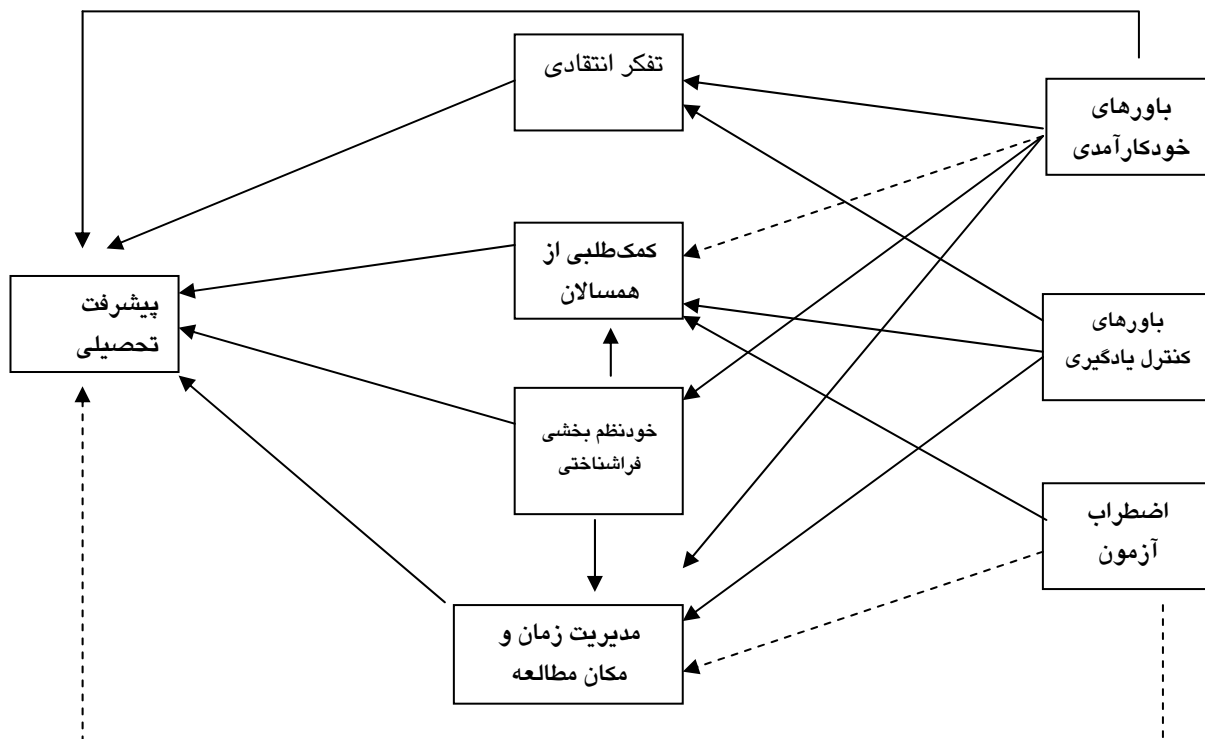 تفکر انتقادی
باورهای
خودکارآمدی
کمک‌طلبی از
همسالان
پیشرفت
تحصیلی
باورهای
کنترل یادگیری
خودنظم بخشی
فراشناختی
اضطراب
آزمون
مدیریت زمان و
مکان مطالعه